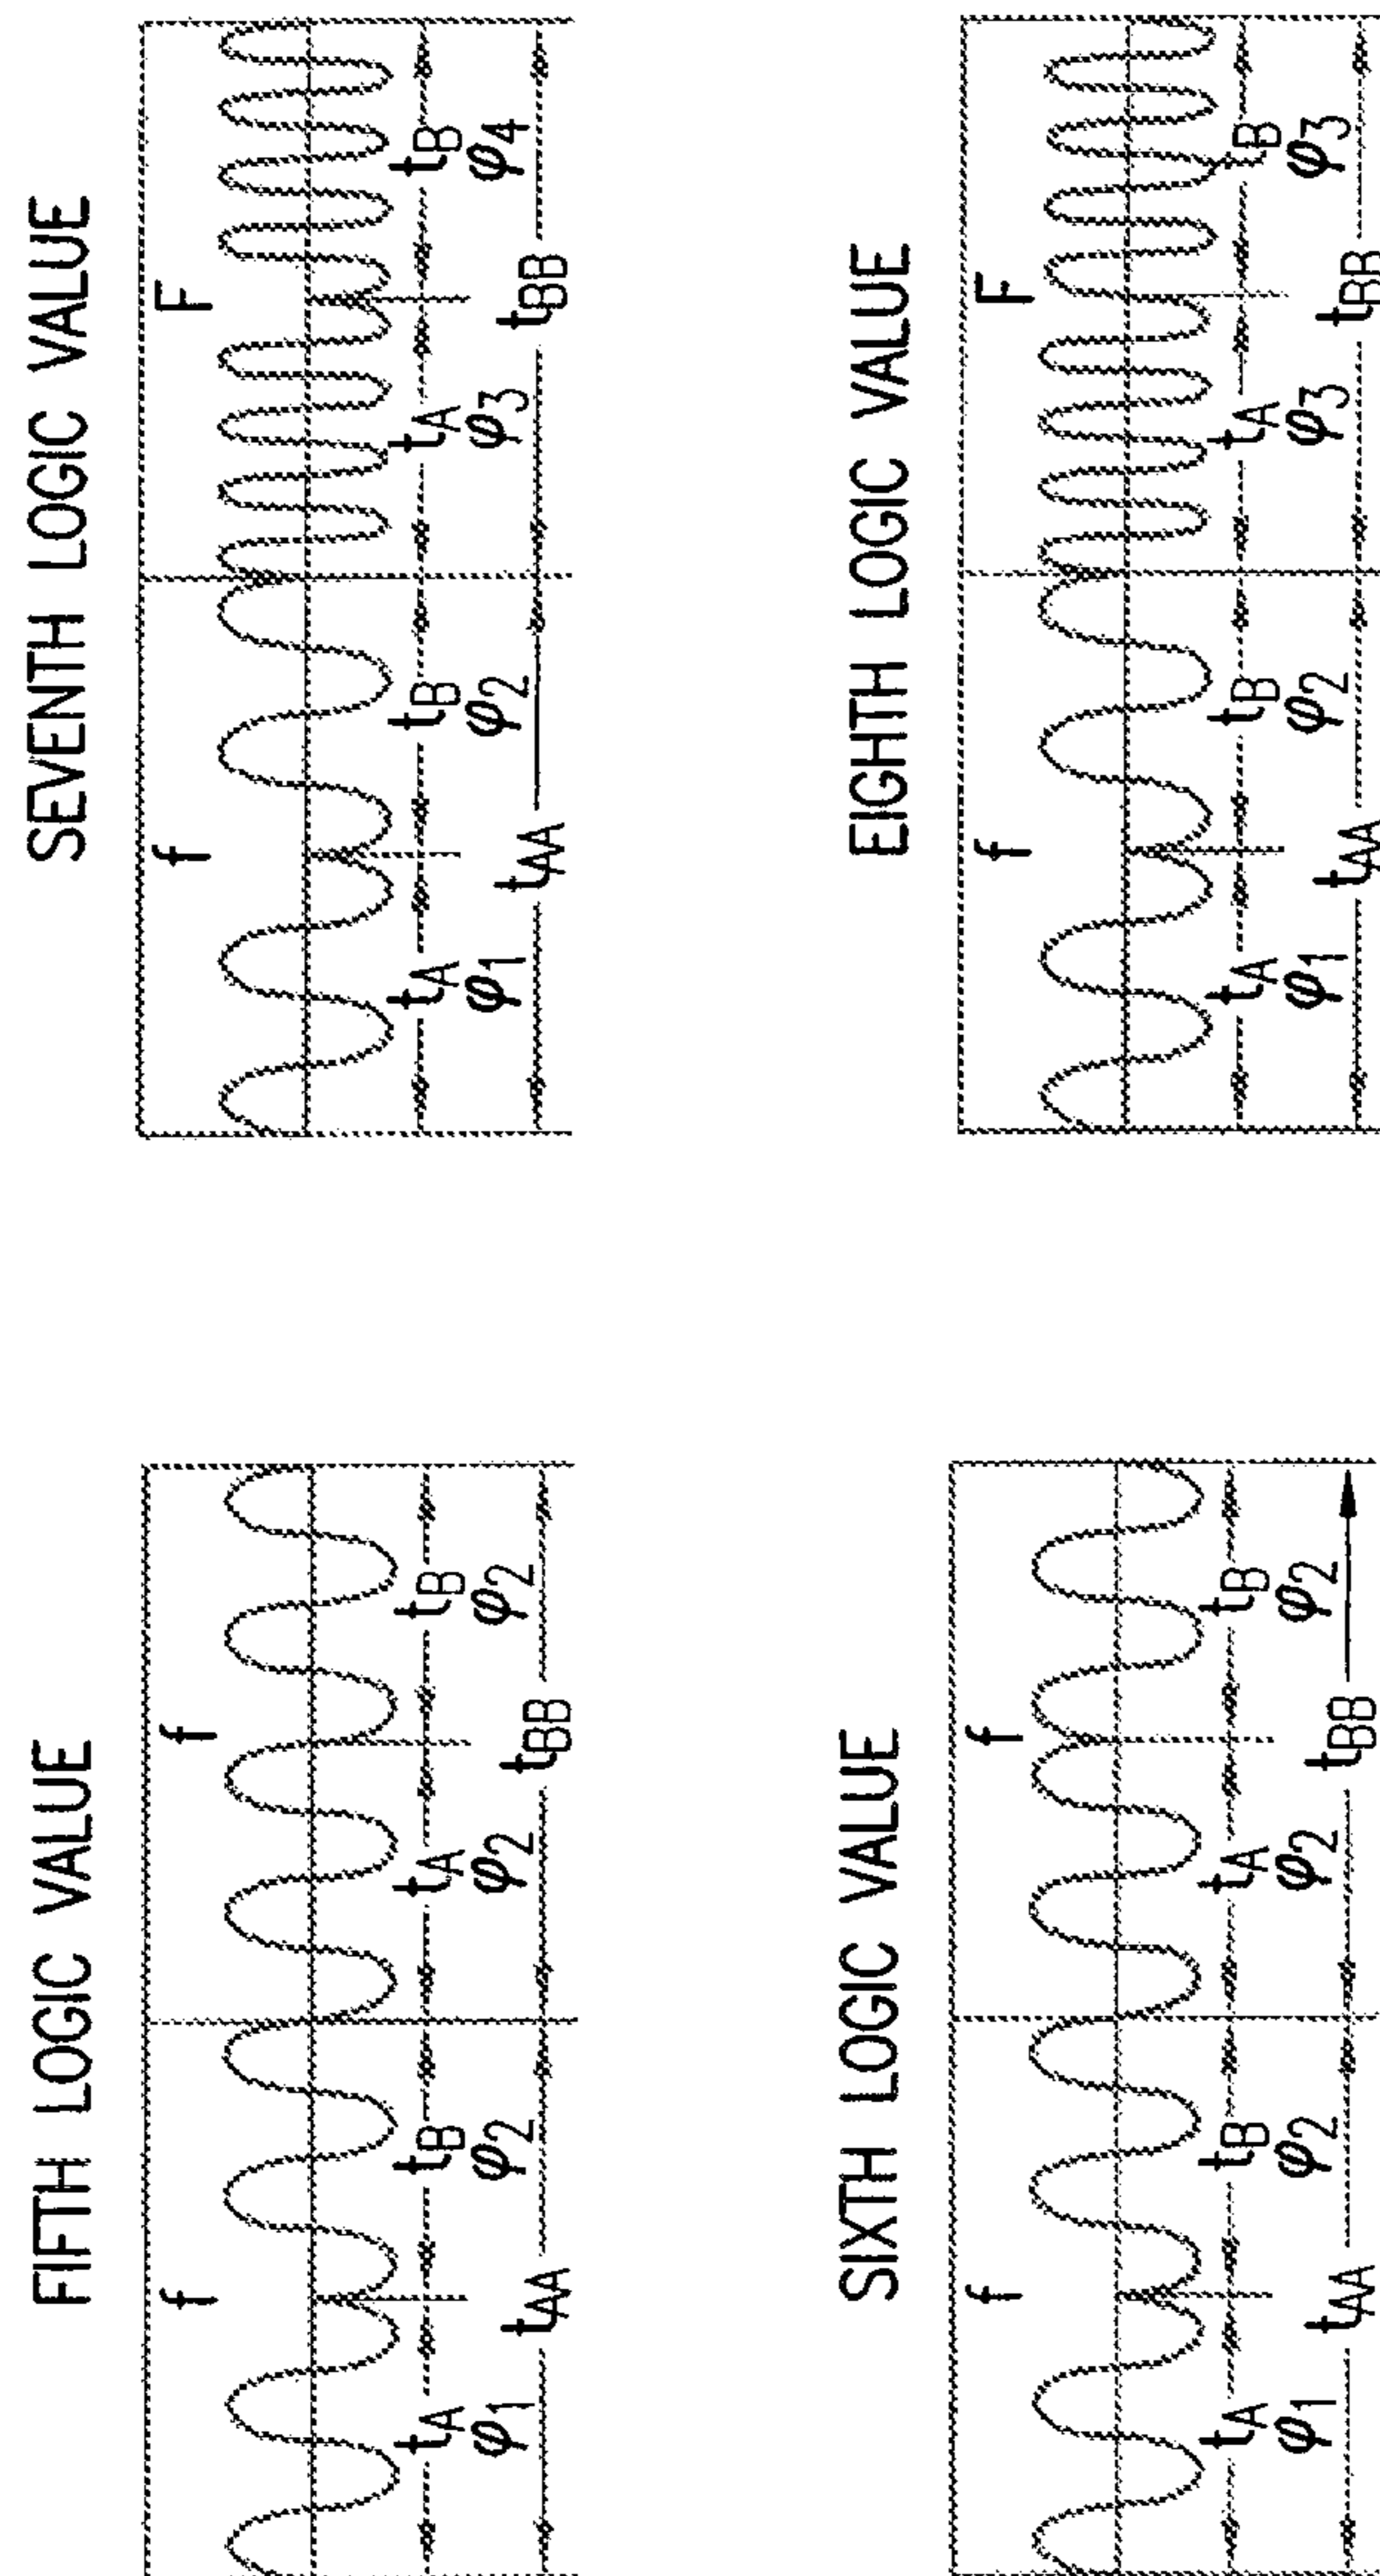 FIFTH LOGIC VALUE
f f
tA tB tA tB
φ1 φ2 φ2 φ2
tAA tBB
SEVENTH LOGIC VALUE
f F
tA tB tA tB
φ1 φ2 φ3 φ4
tAA tBB
SIXTH LOGIC VALUE
f f
tA tB tA tB
φ1 φ2 φ2 φ2
tAA tBB
EIGHTH LOGIC VALUE
f F
tA tB tA tB
φ1 φ2 φ3 φ3
tAA tBB